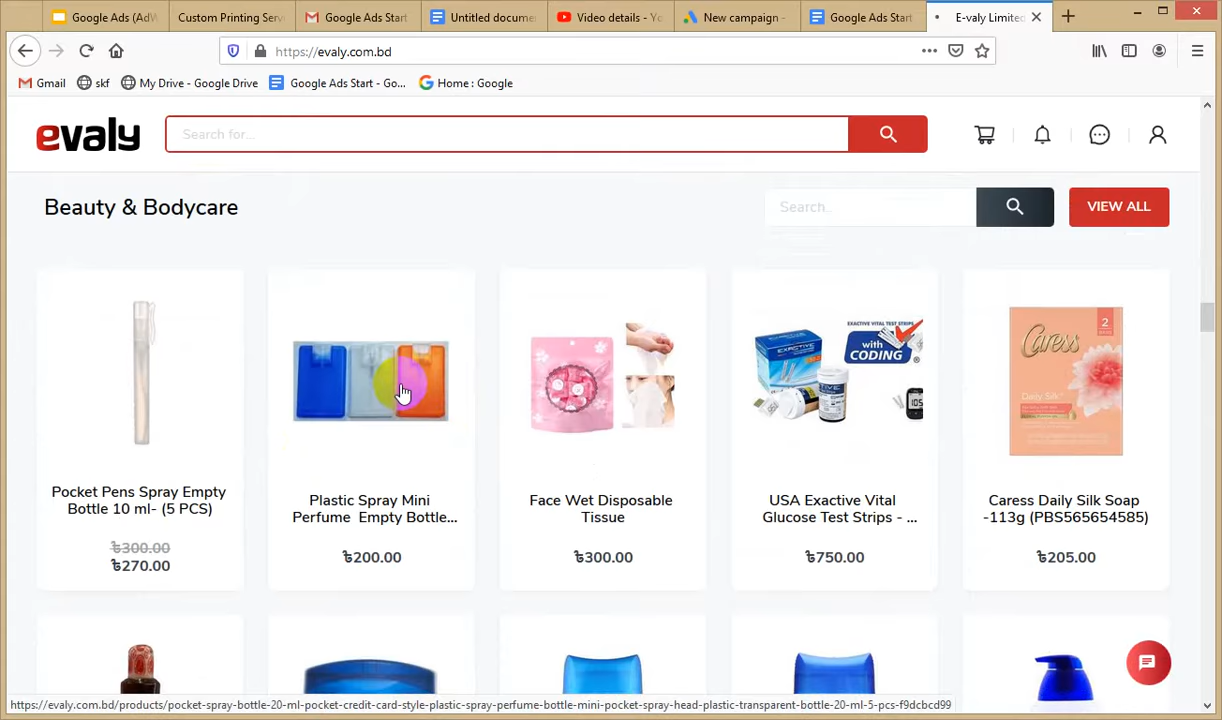 Google Ads (AdW
Custom Printing Serv
Google Ads Start
Untitled docume
Video details - Yo
New campaign -
Google Ads Start
E-valy Limited
https://evaly.com.bd
Gmail
skf
My Drive - Google Drive
Google Ads Start - Go...
Home : Google
evaly
Search for...
Beauty & Bodycare
Search..
VIEW ALL
EXACTIVE VITAL TEST STRIPS
with
CODING
EXACTIVE
105
2
Caress
Daily Silk
Pocket Pens Spray Empty
Bottle 10 ml- (5 PCS)
৳300.00
৳270.00
Plastic Spray Mini
Perfume Empty Bottle...
৳200.00
Face Wet Disposable
Tissue
৳300.00
USA Exactive Vital
Glucose Test Strips - ...
৳750.00
Caress Daily Silk Soap
-113g (PBS565654585)
৳205.00
https://evaly.com.bd/products/pocket-spray-bottle-20-ml-pocket-credit-card-style-plastic-spray-perfume-bottle-mini-pocket-spray-head-plastic-transparent-bottle-20-ml-5-pcs-f9dcbcd99